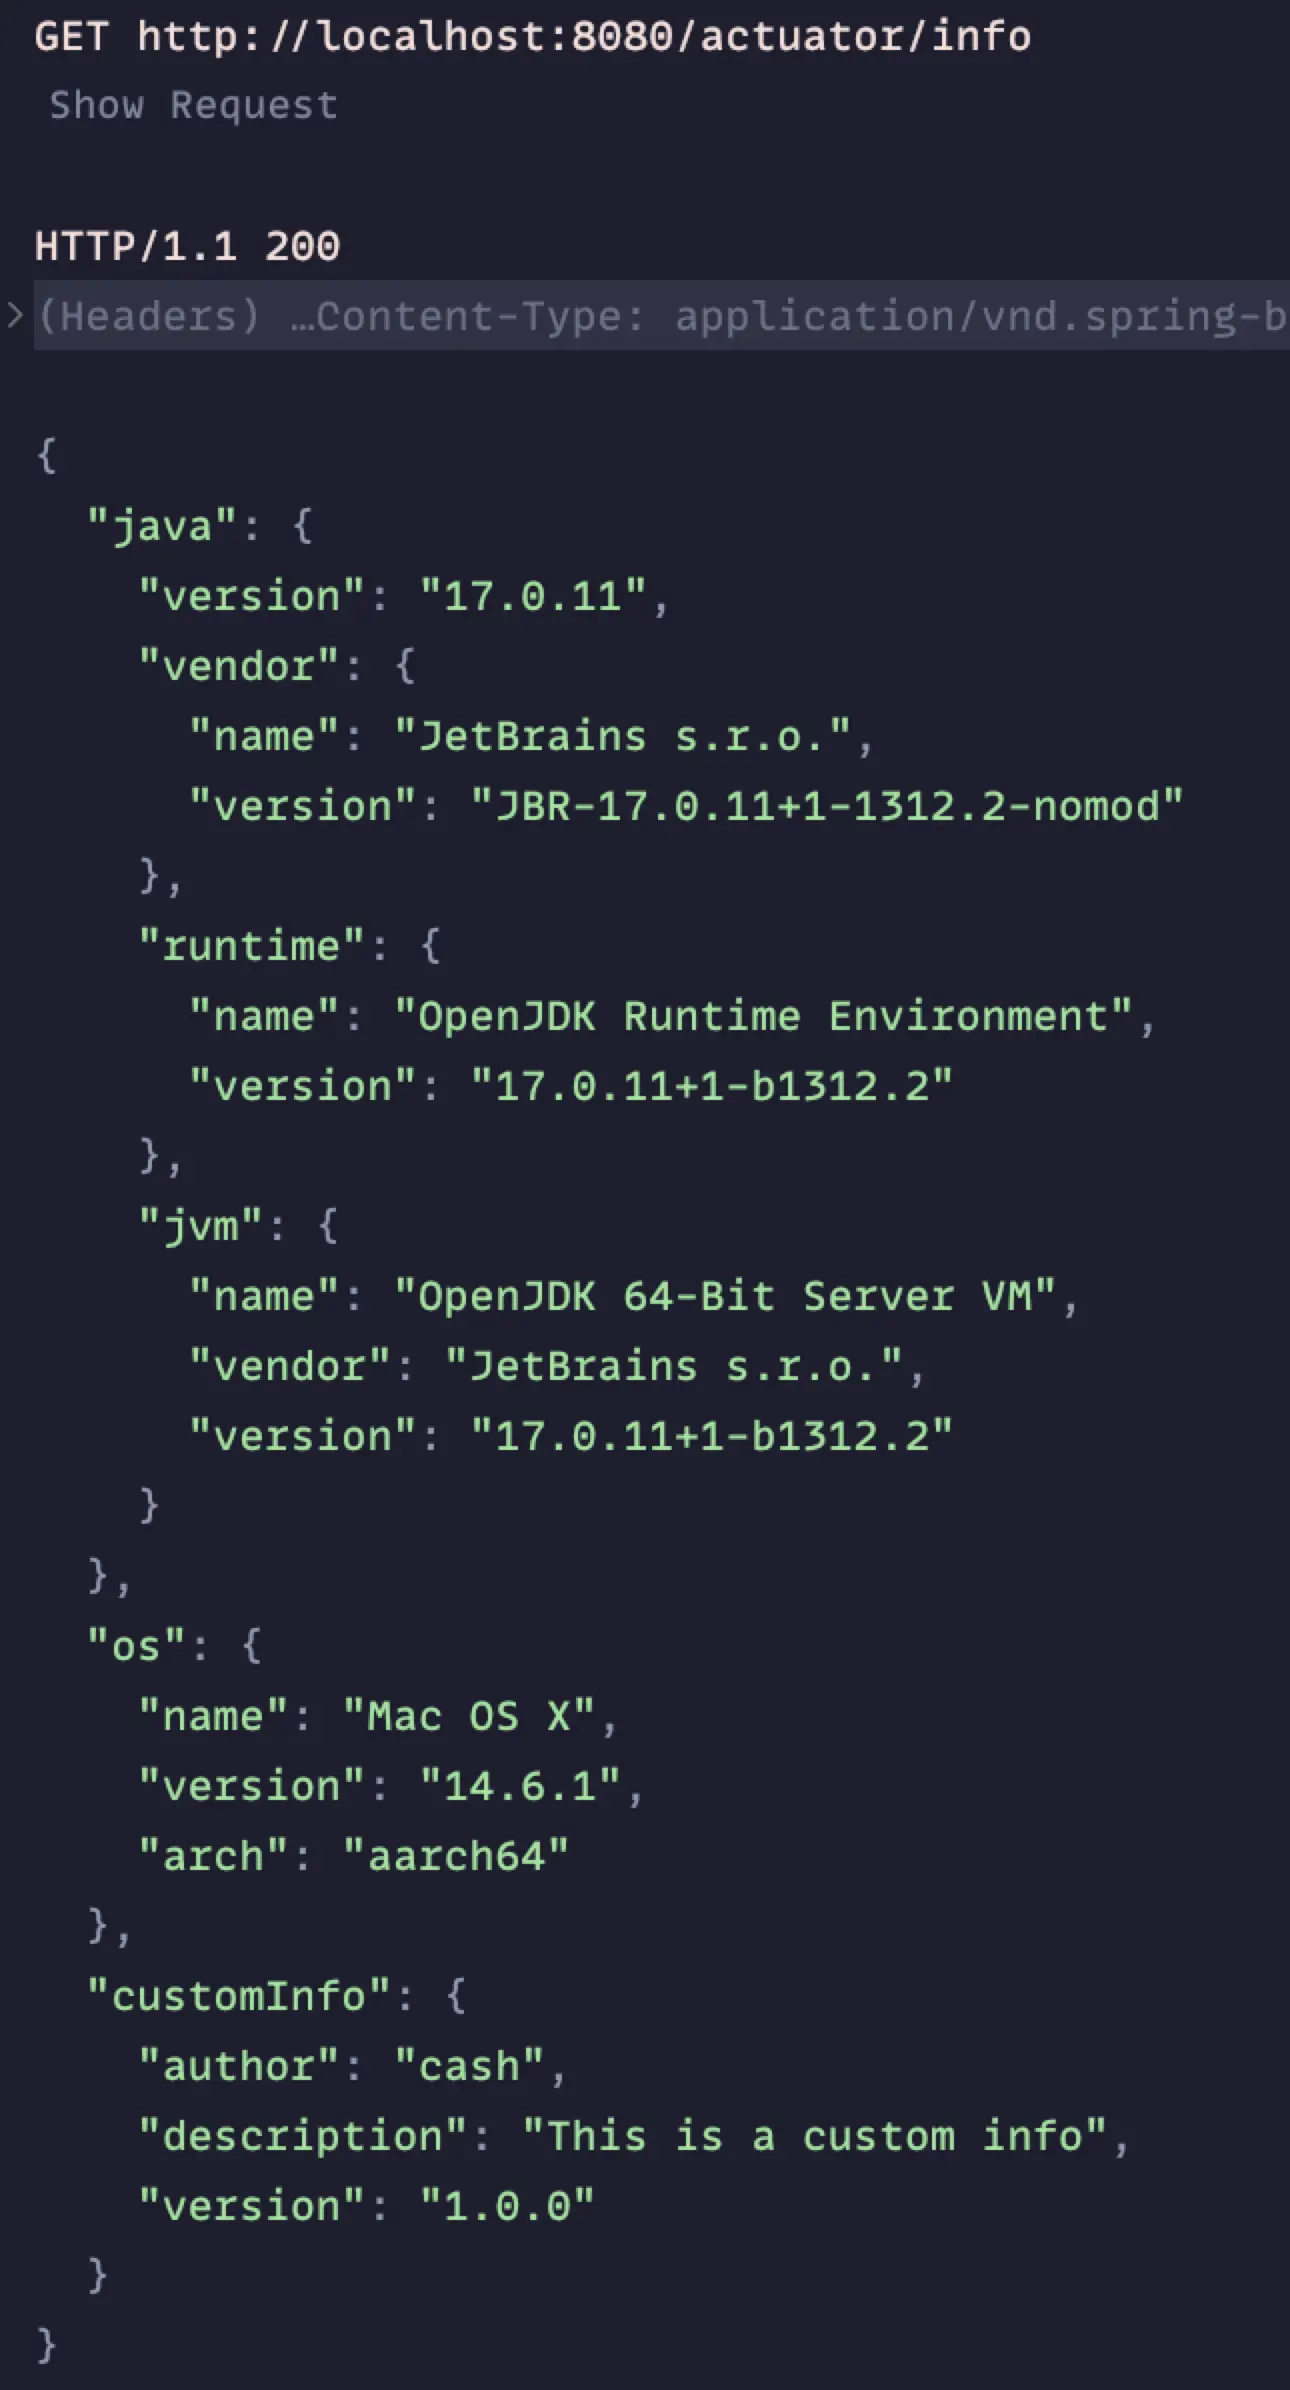 GET http://localhost:8080/actuator/info
Show Request
HTTP/1.1 200
(Headers) …Content-Type: application/vnd.spring-b
{
  "java": {
    "version": "17.0.11",
    "vendor": {
      "name": "JetBrains s.r.o.",
      "version": "JBR-17.0.11+1-1312.2-nomod"
    },
    "runtime": {
      "name": "OpenJDK Runtime Environment",
      "version": "17.0.11+1-b1312.2"
    },
    "jvm": {
      "name": "OpenJDK 64-Bit Server VM",
      "vendor": "JetBrains s.r.o.",
      "version": "17.0.11+1-b1312.2"
    }
  },
  "os": {
    "name": "Mac OS X",
    "version": "14.6.1",
    "arch": "aarch64"
  },
  "customInfo": {
    "author": "cash",
    "description": "This is a custom info",
    "version": "1.0.0"
  }
}